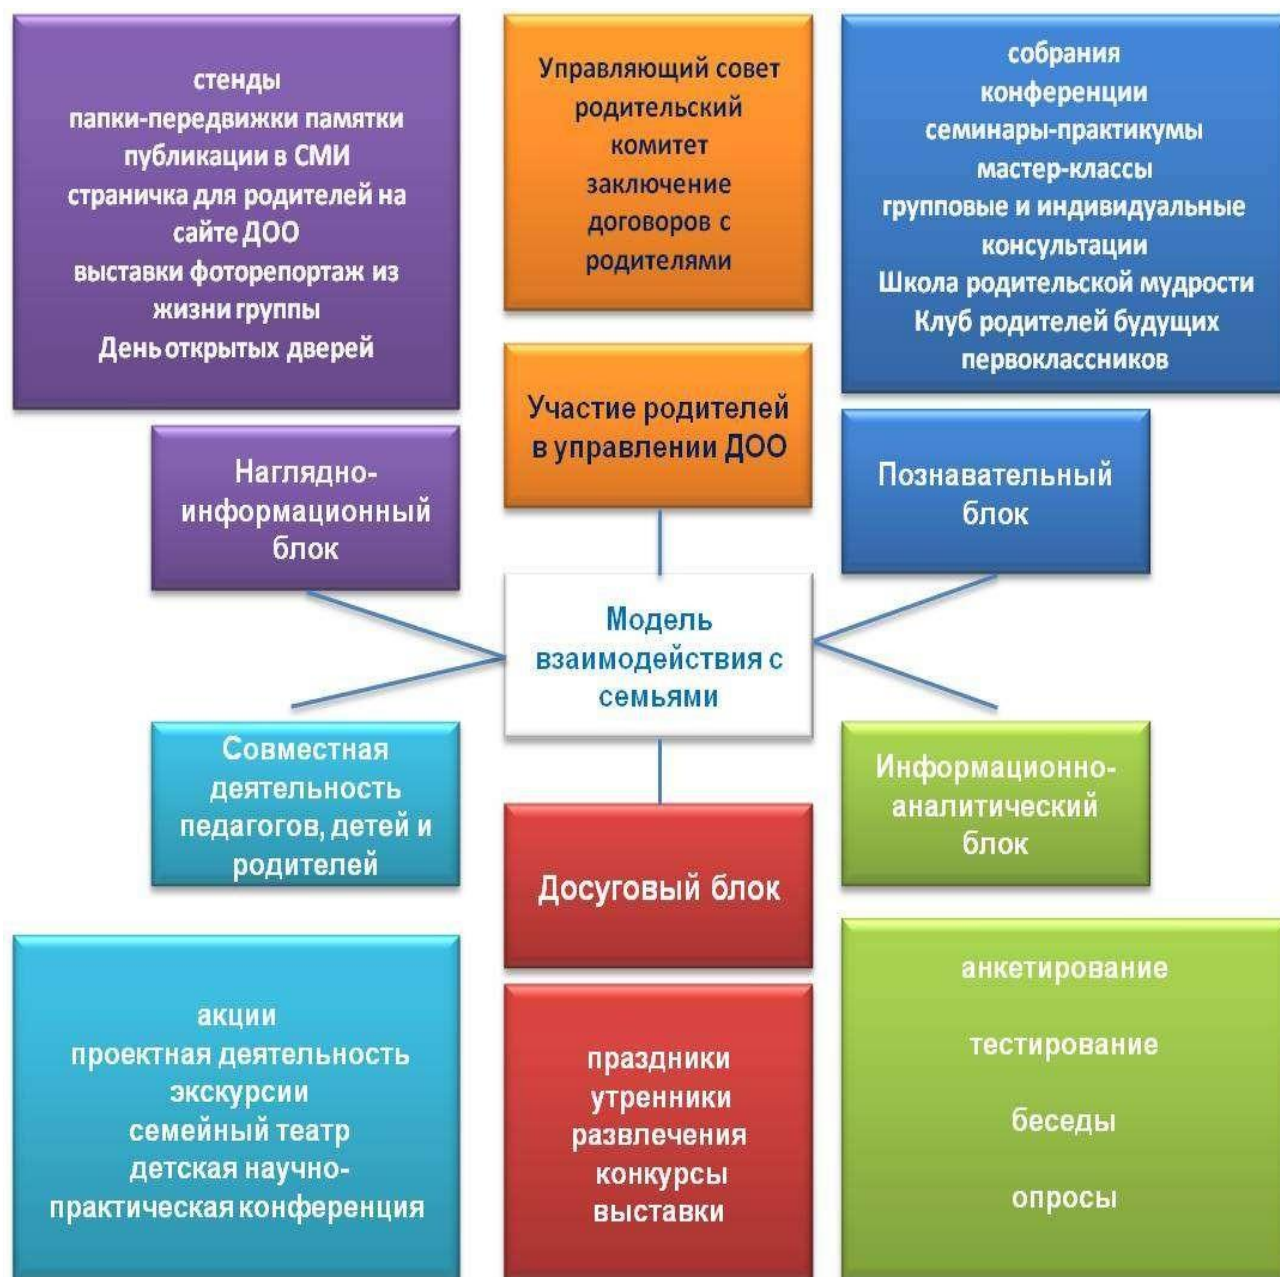 стенды
папки-передвижки памятки
публикации в СМИ
страничка для родителей на
сайте ДОО
выставки фоторепортаж из
жизни группы
День открытых дверей
Управляющий совет
родительский
комитет
заключение
договоров с
родителями
собрания
конференции
семинары-практикумы
мастер-классы
групповые и индивидуальные
консультации
Школа родительской мудрости
Клуб родителей будущих
первоклассников
Наглядно-
информационный
блок
Участие родителей
в управлении ДОО
Познавательный
блок
Модель
взаимодействия с
семьями
Совместная
деятельность
педагогов, детей и
родителей
Досуговый блок
Информационно-
аналитический
блок
акции
проектная деятельность
экскурсии
семейный театр
детская научно-
практическая конференция
праздники
утренники
развлечения
конкурсы
выставки
анкетирование
тестирование
беседы
опросы